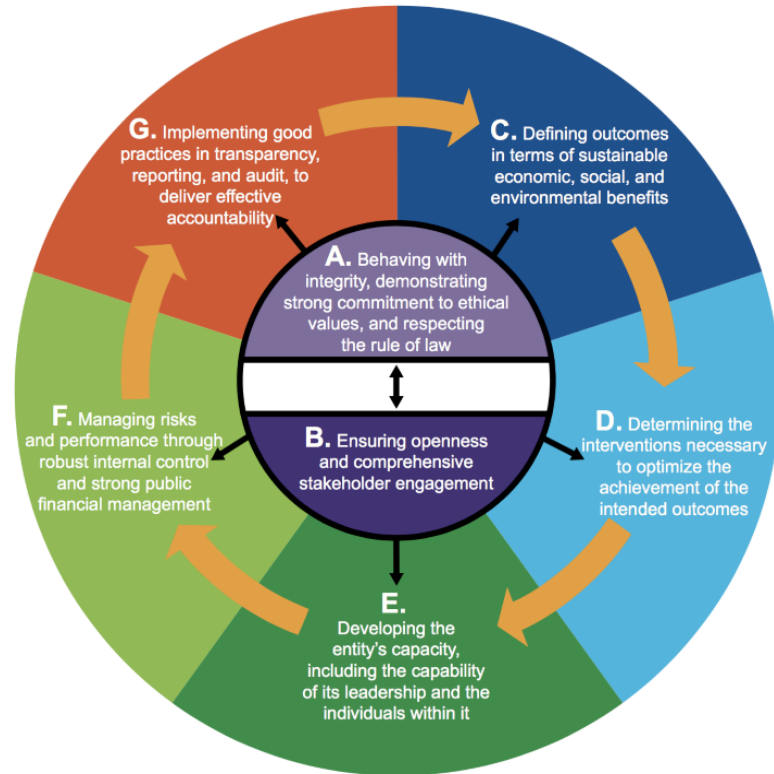 A. Behaving with
integrity, demonstrating
strong commitment to ethical
values, and respecting
the rule of law
B. Ensuring openness
and comprehensive
stakeholder engagement
C. Defining outcomes
in terms of sustainable
economic, social, and
environmental benefits
D. Determining the
interventions necessary
to optimize the
achievement of the
intended outcomes
E.
Developing the
entity’s capacity,
including the capability
of its leadership and the
individuals within it
F. Managing risks
and performance through
robust internal control
and strong public
financial management
G. Implementing good
practices in transparency,
reporting, and audit, to
deliver effective
accountability